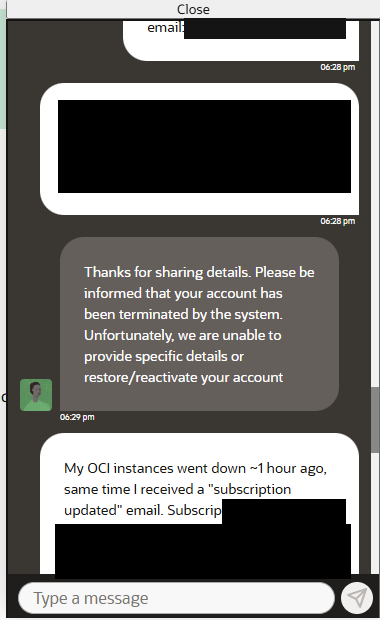 Close
email:
06:28 pm
06:28 pm
Thanks for sharing details. Please be
informed that your account has
been terminated by the system.
Unfortunately, we are unable to
provide specific details or
restore/reactivate your account
06:29 pm
My OCI instances went down ~1 hour ago,
same time I received a "subscription
updated" email. Subscrip
Type a message